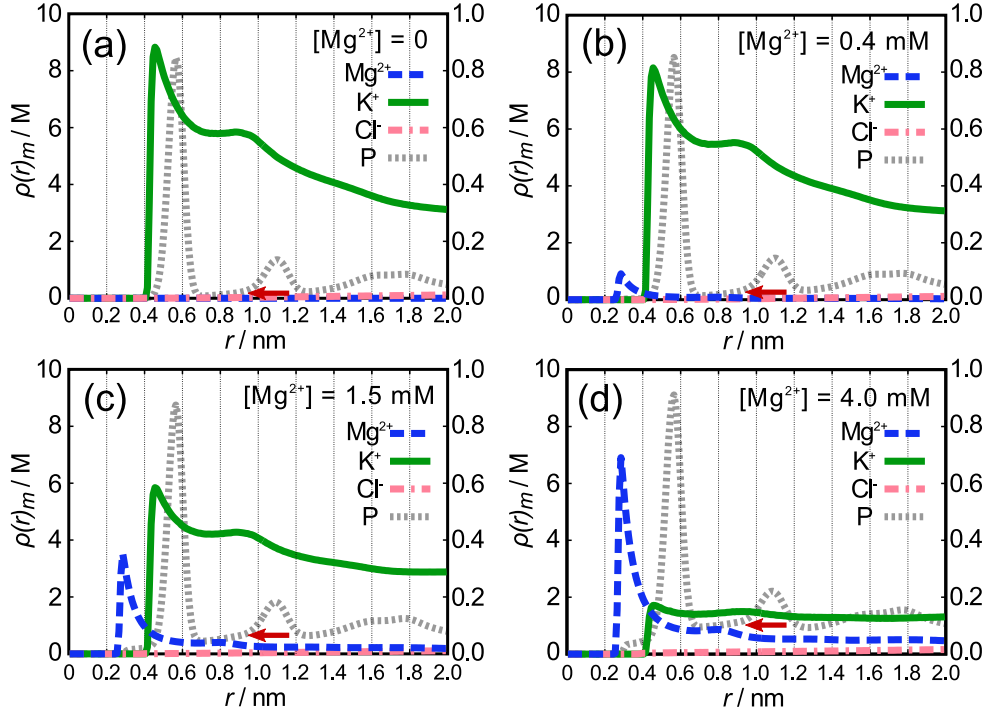 (a)
[Mg²⁺] = 0
Mg²⁺
K⁺
Cl⁻
P
ρ(r)m / M
10
8
6
4
2
0
1.0
0.8
0.6
0.4
0.2
0.0
0 0.2 0.4 0.6 0.8 1.0 1.2 1.4 1.6 1.8 2.0
r / nm
(b)
[Mg²⁺] = 0.4 mM
Mg²⁺
K⁺
Cl⁻
P
ρ(r)m / M
10
8
6
4
2
0
1.0
0.8
0.6
0.4
0.2
0.0
0 0.2 0.4 0.6 0.8 1.0 1.2 1.4 1.6 1.8 2.0
r / nm
(c)
[Mg²⁺] = 1.5 mM
Mg²⁺
K⁺
Cl⁻
P
ρ(r)m / M
10
8
6
4
2
0
1.0
0.8
0.6
0.4
0.2
0.0
0 0.2 0.4 0.6 0.8 1.0 1.2 1.4 1.6 1.8 2.0
r / nm
(d)
[Mg²⁺] = 4.0 mM
Mg²⁺
K⁺
Cl⁻
P
ρ(r)m / M
10
8
6
4
2
0
1.0
0.8
0.6
0.4
0.2
0.0
0 0.2 0.4 0.6 0.8 1.0 1.2 1.4 1.6 1.8 2.0
r / nm